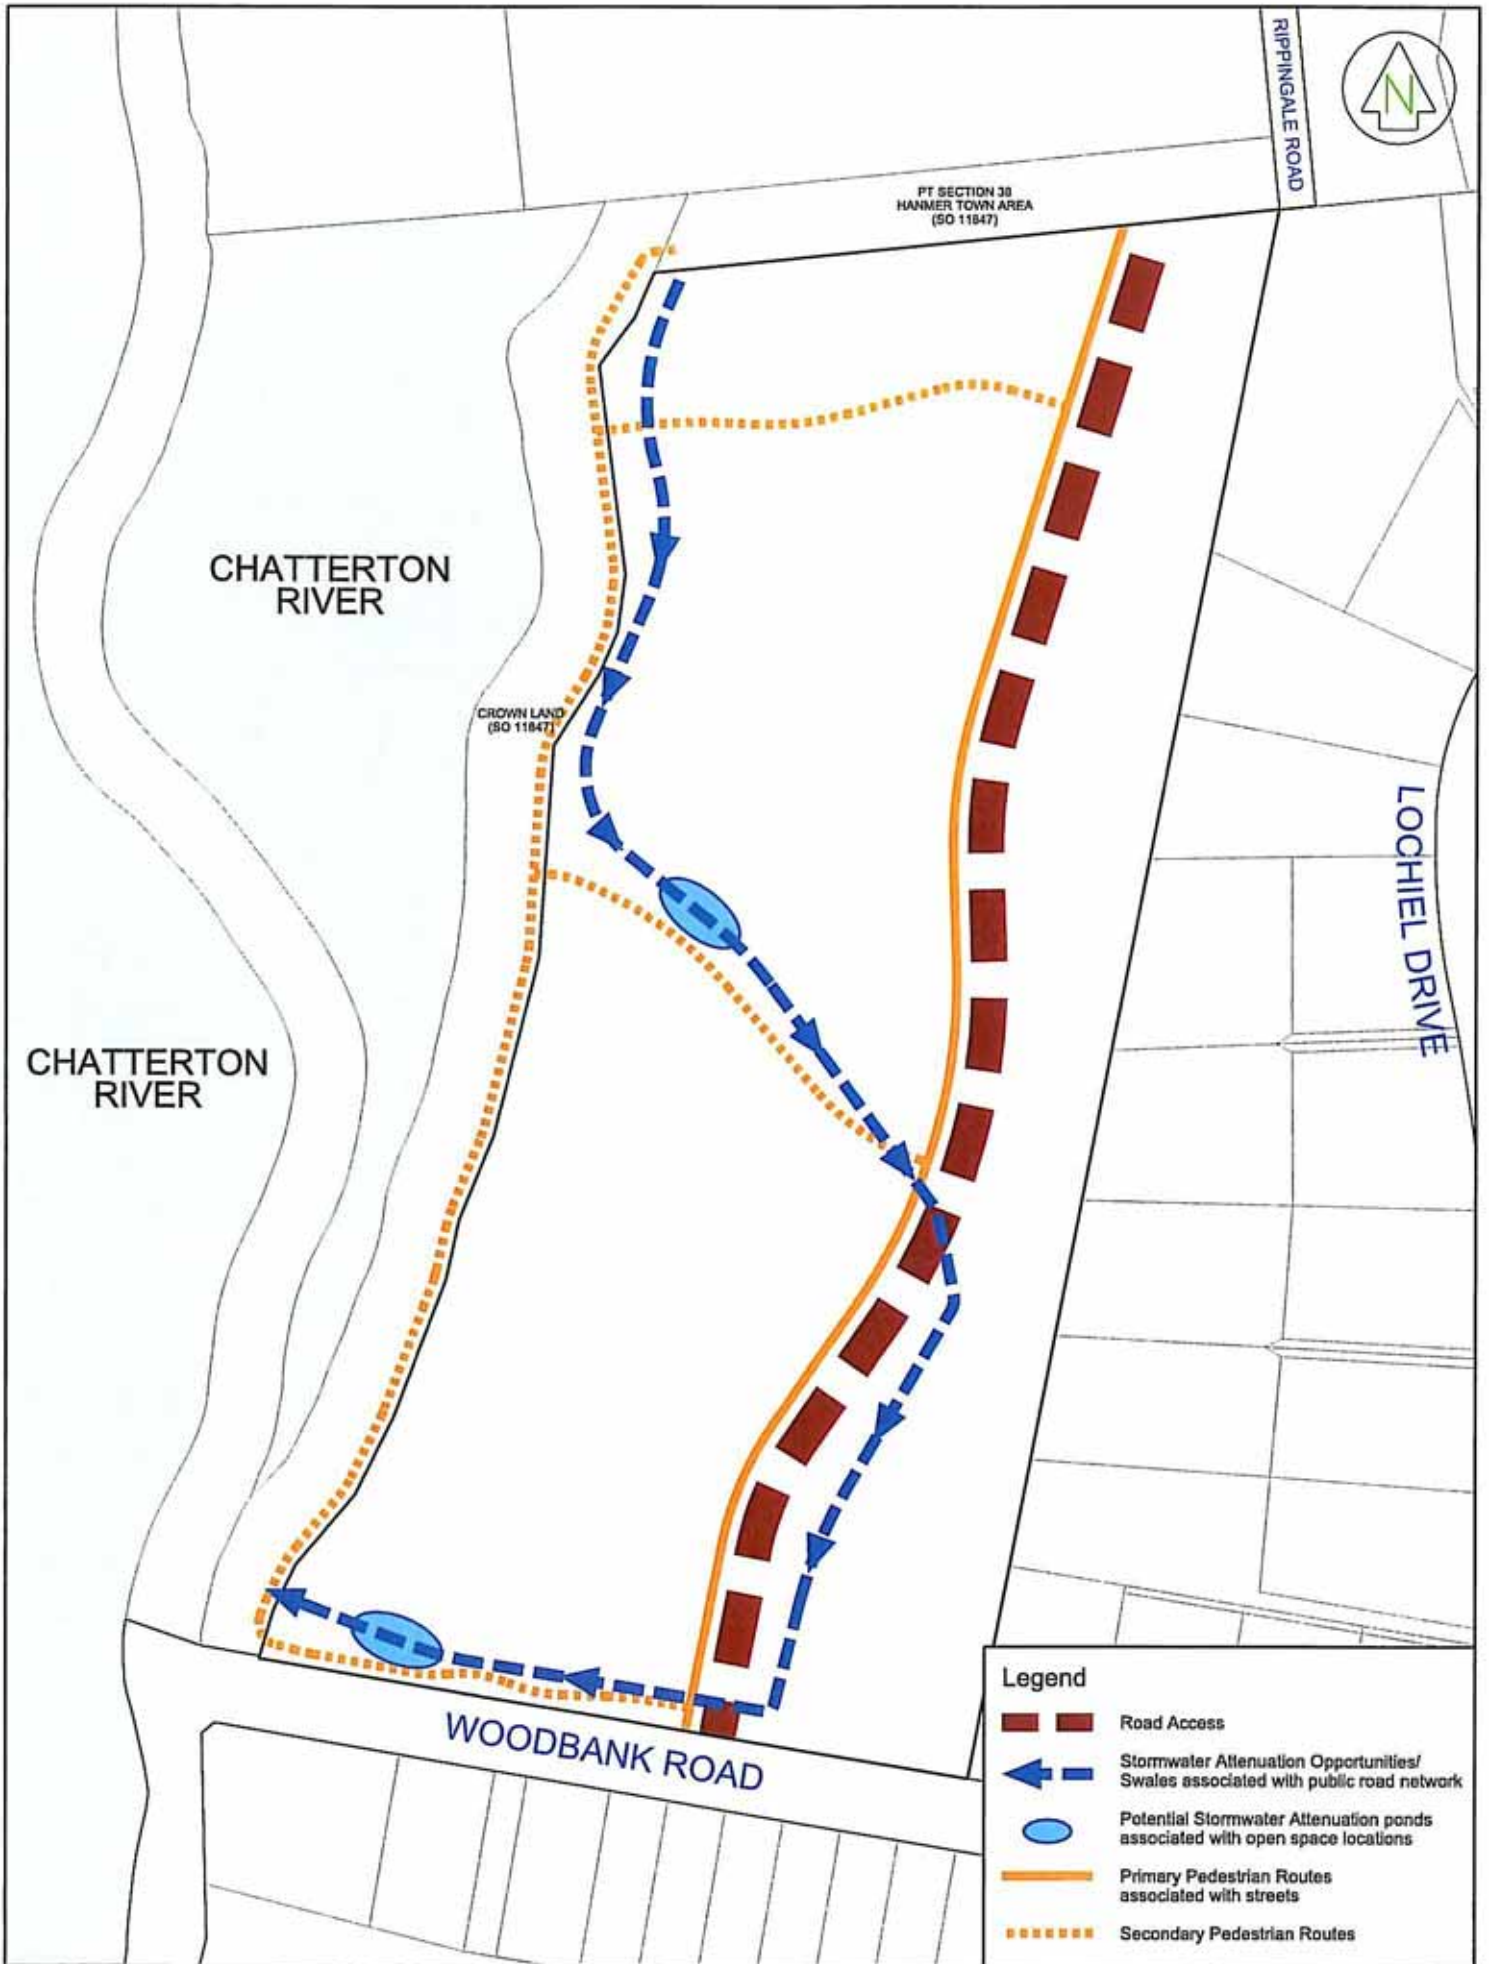 RIPPINGALE ROAD
N
PT SECTION 38
HANMER TOWN AREA
(SO 11847)
CHATTERTON
RIVER
CROWN LAND
(SO 11847)
LOCHIEL DRIVE
CHATTERTON
RIVER
WOODBANK ROAD
Legend
Road Access
Stormwater Attenuation Opportunities/
Swales associated with public road network
Potential Stormwater Attenuation ponds
associated with open space locations
Primary Pedestrian Routes
associated with streets
Secondary Pedestrian Routes